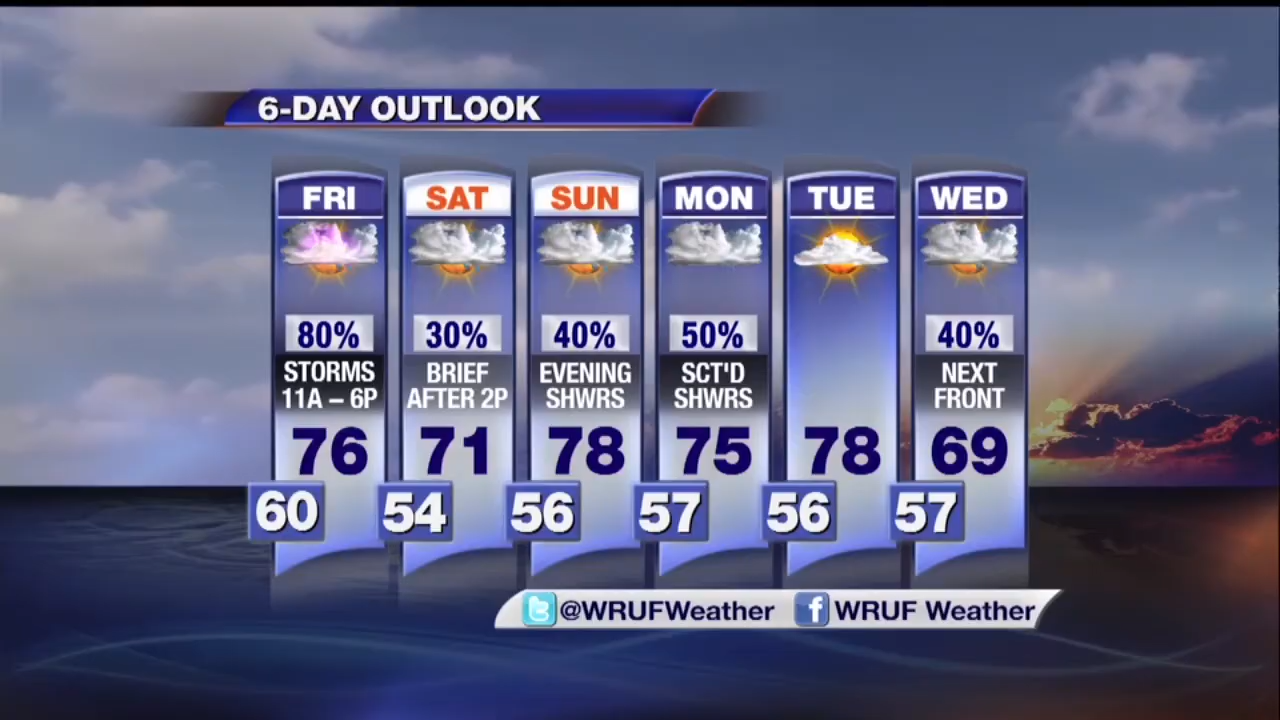 6-DAY OUTLOOK
FRI SAT SUN MON TUE WED
80% 30% 40% 50% 40%
STORMS BRIEF EVENING SCT'D NEXT
11A – 6P AFTER 2P SHWRS SHWRS FRONT
76 71 78 75 78 69
60 54 56 57 56 57
@WRUFWeather f WRUF Weather